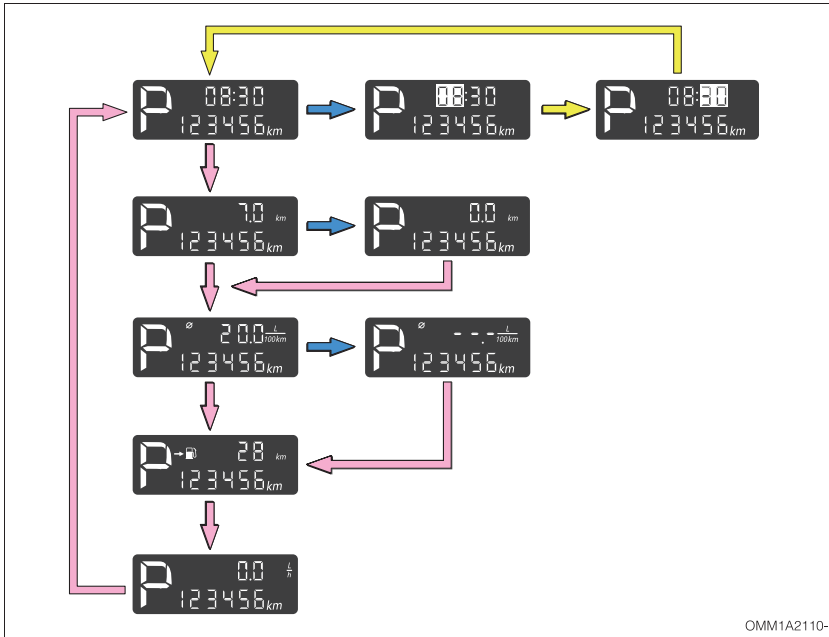 P 08:30
123456km
P 08:30
123456km
P 08:30
123456km
P 7.0 km
123456km
P 0.0 km
123456km
P ⌀ 20.0 L/100km
123456km
P ⌀ --.- L/100km
123456km
P → 28 km
123456km
P 0.0 L/h
123456km
OMM1A2110-